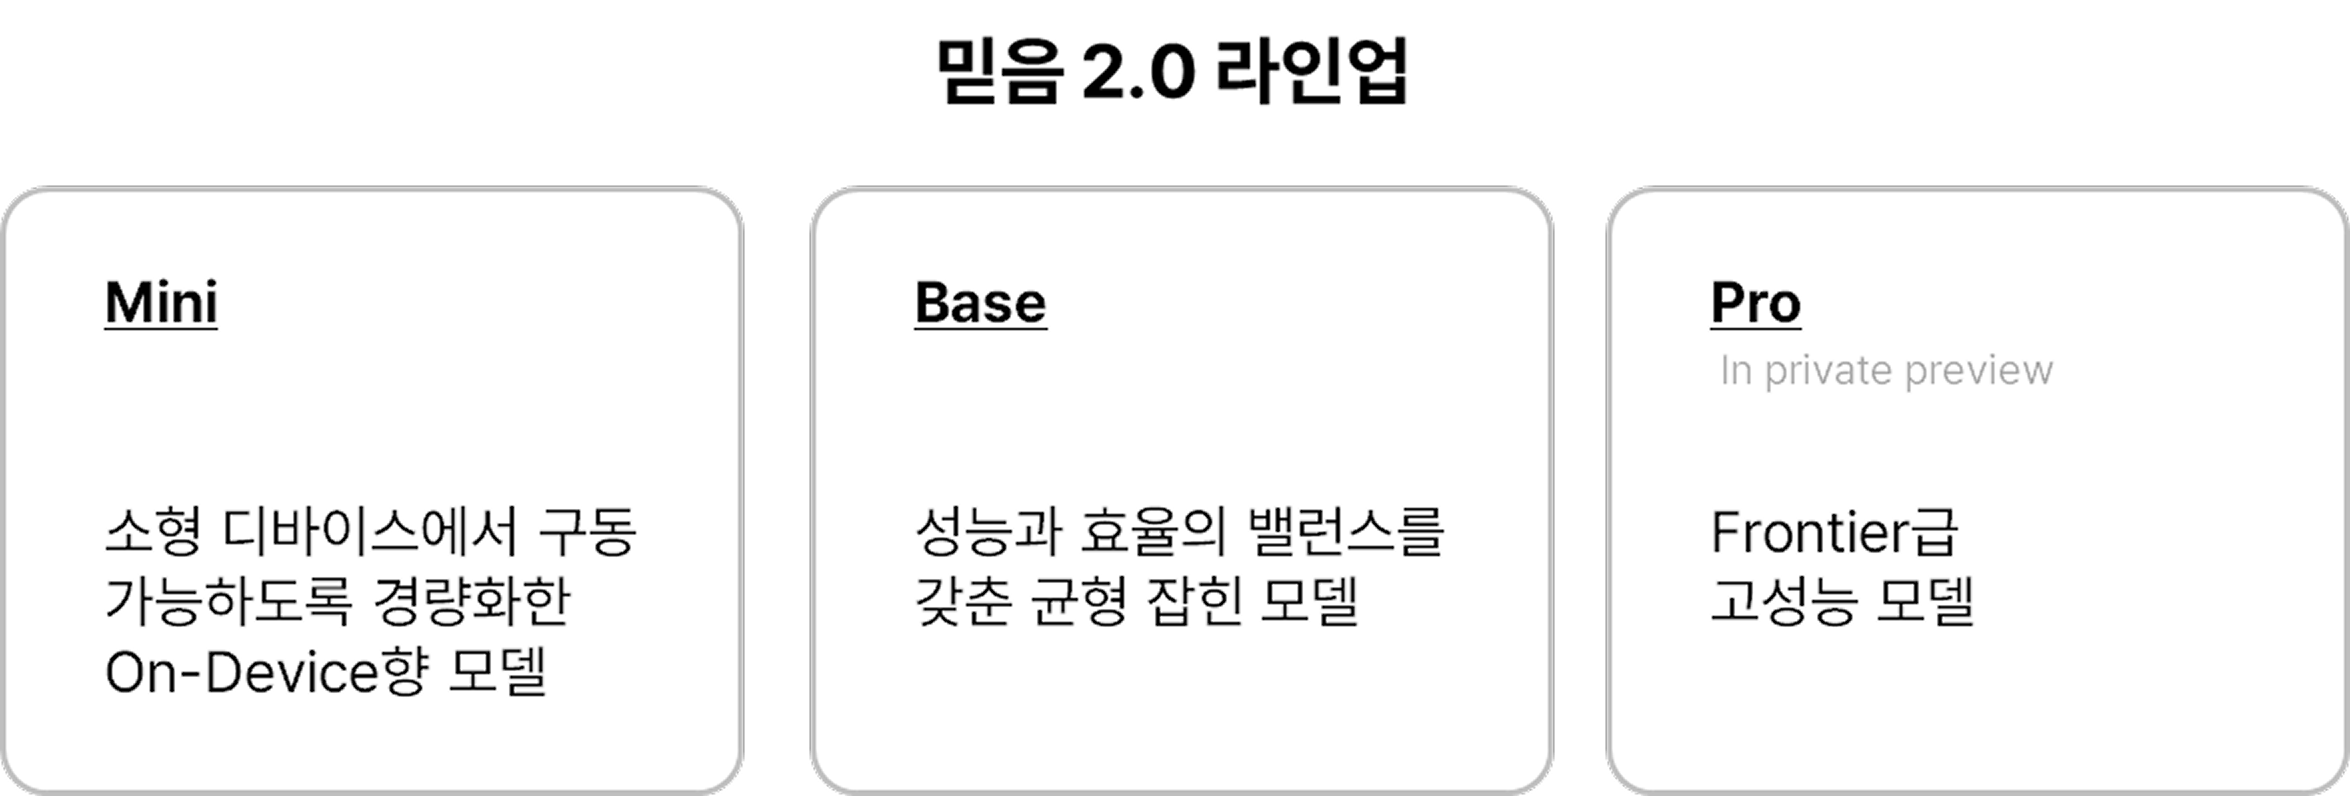 믿음 2.0 라인업
Mini
소형 디바이스에서 구동
가능하도록 경량화한
On-Device향 모델
Base
성능과 효율의 밸런스를
갖춘 균형 잡힌 모델
Pro
In private preview
Frontier급
고성능 모델